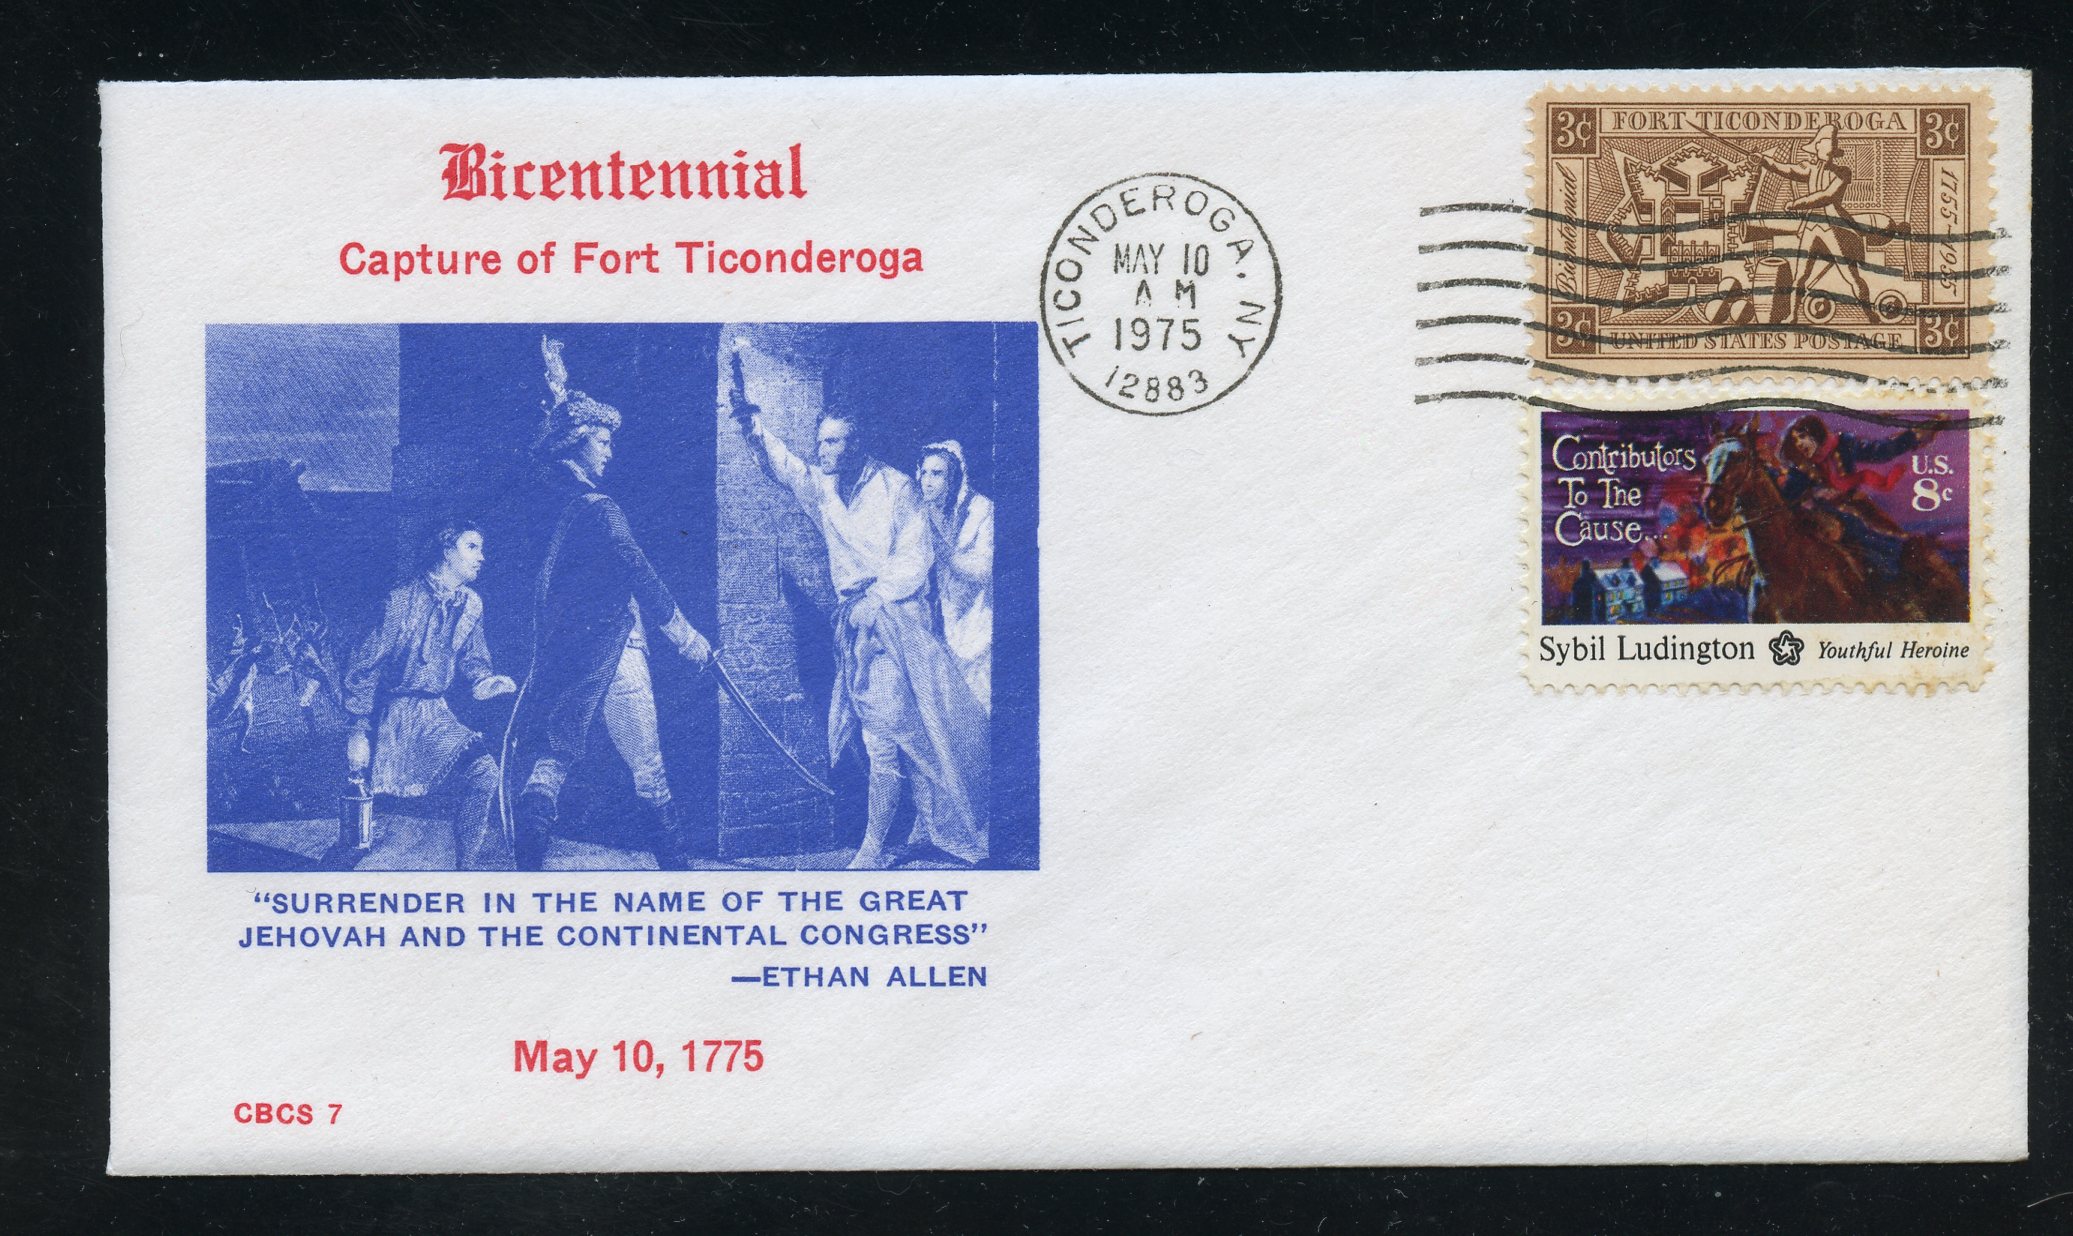 Bicentennial
Capture of Fort Ticonderoga
"SURRENDER IN THE NAME OF THE GREAT
JEHOVAH AND THE CONTINENTAL CONGRESS"
—ETHAN ALLEN
May 10, 1775
CBCS 7
TICONDEROGA, NY
MAY 10
AM
1975
12883
3¢ FORT TICONDEROGA 3¢
Bicentennial
1755-1955
3¢ UNITED STATES POSTAGE 3¢
Contributors
To The
Cause...
U.S.
8c
Sybil Ludington Youthful Heroine